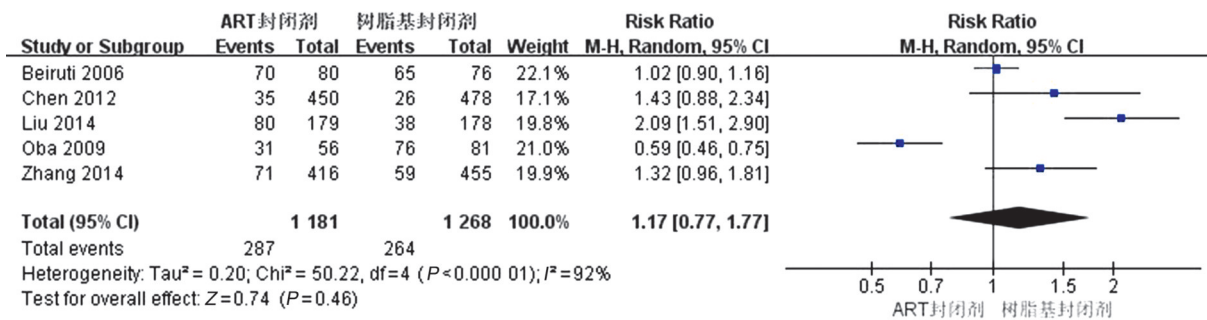 ART封闭剂 树脂基封闭剂 Risk Ratio Risk Ratio
Study or Subgroup Events Total Events Total Weight M-H, Random, 95% CI M-H, Random, 95% CI
Beiruti 2006 70 80 65 76 22.1% 1.02 [0.90, 1.16]
Chen 2012 35 450 26 478 17.1% 1.43 [0.88, 2.34]
Liu 2014 80 179 38 178 19.8% 2.09 [1.51, 2.90]
Oba 2009 31 56 76 81 21.0% 0.59 [0.46, 0.75]
Zhang 2014 71 416 59 455 19.9% 1.32 [0.96, 1.81]
Total (95% CI) 1 181 1 268 100.0% 1.17 [0.77, 1.77]
Total events 287 264
Heterogeneity: Tau² = 0.20; Chi² = 50.22, df=4 (P<0.000 01); I²=92%
Test for overall effect: Z=0.74 (P=0.46)
0.5 0.7 1 1.5 2
ART封闭剂 树脂基封闭剂